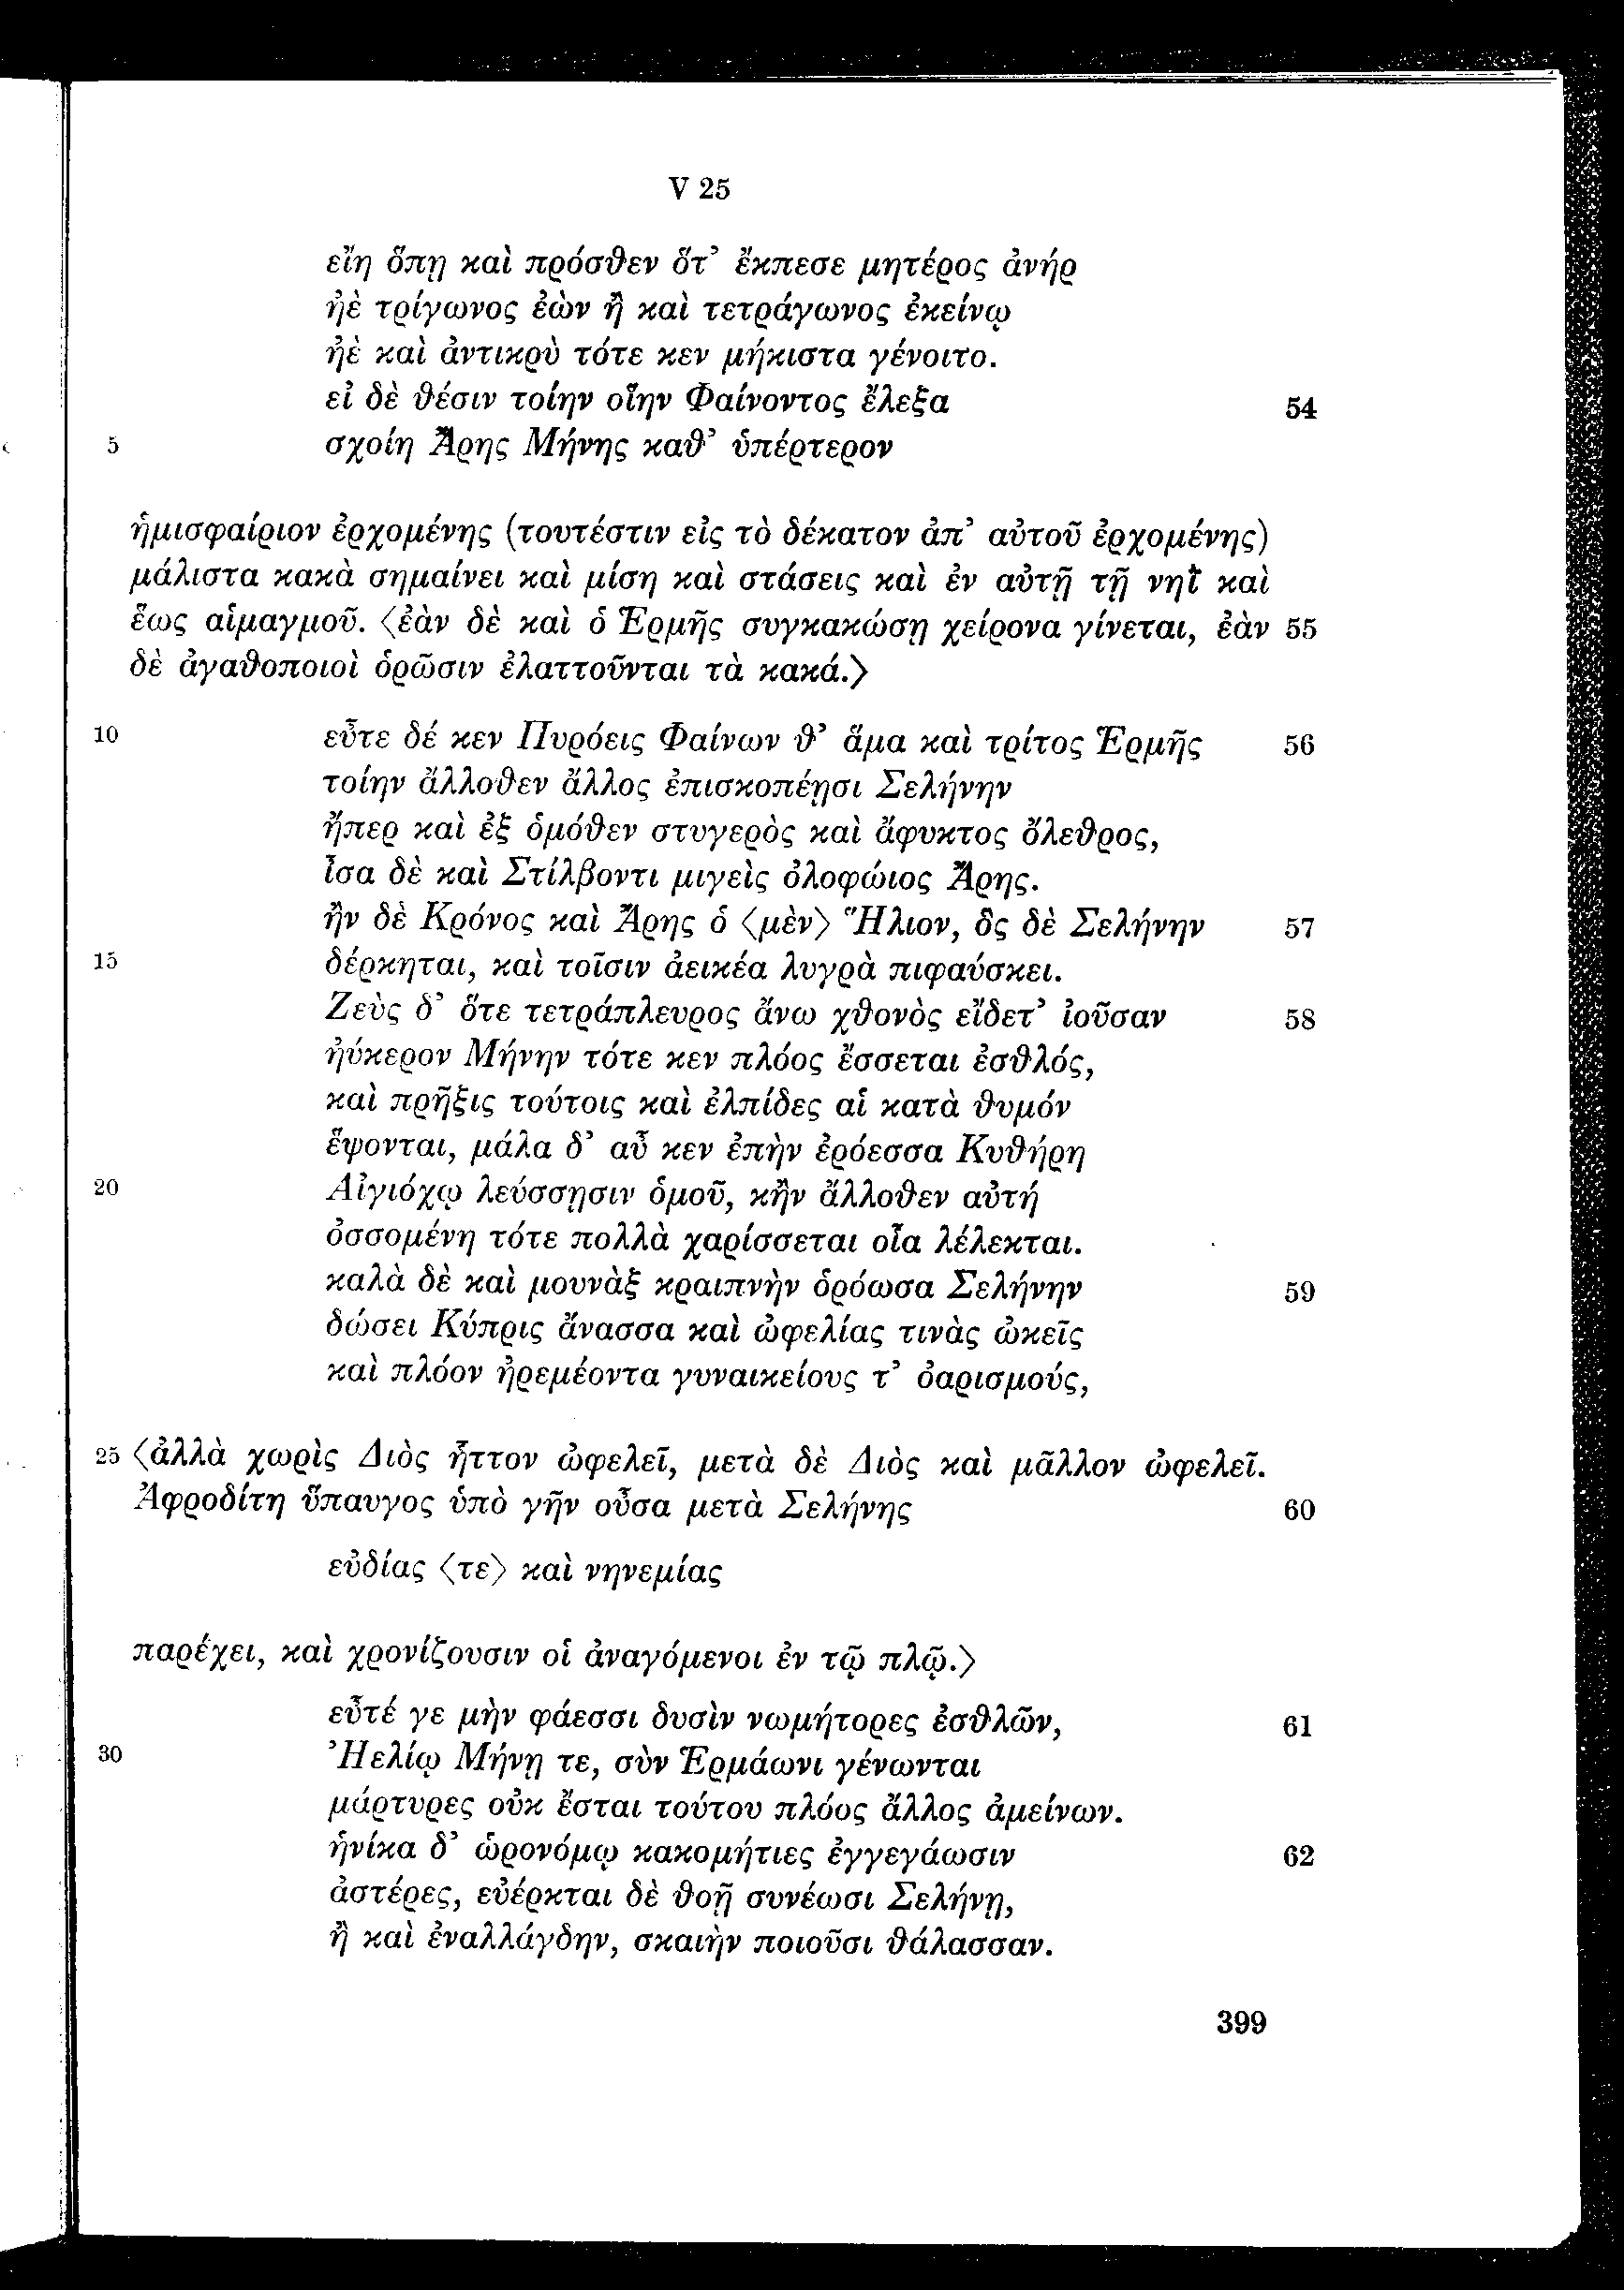 V 25
εἴη ὅπῃ καὶ πρόσθεν ὅτ’ ἔκπεσε μητέρος ἀνήρ
ἠὲ τρίγωνος ἐὼν ἢ καὶ τετράγωνος ἐκείνῳ
ἠὲ καὶ ἀντικρὺ τότε κεν μήκιστα γένοιτο.
εἰ δὲ θέσιν τοίην οἵην Φαίνοντος ἔλεξα 54
5 σχοίη Ἄρης Μήνης καθ’ ὑπέρτερον
ἡμισφαίριον ἐρχομένης (τουτέστιν εἰς τὸ δέκατον ἀπ’ αὐτοῦ ἐρχομένης)
μάλιστα κακὰ σημαίνει καὶ μίση καὶ στάσεις καὶ ἐν αὐτῇ τῇ νηῒ καὶ
ἕως αἱμαγμοῦ. ⟨ἐὰν δὲ καὶ ὁ Ἑρμῆς συγκακώσῃ χείρονα γίνεται, ἐὰν 55
δὲ ἀγαθοποιοὶ ὁρῶσιν ἐλαττοῦνται τὰ κακά.⟩
10 εὖτε δέ κεν Πυρόεις Φαίνων θ’ ἅμα καὶ τρίτος Ἑρμῆς 56
τοίην ἄλλοθεν ἄλλος ἐπισκοπέῃσι Σελήνην
ἤπερ καὶ ἐξ ὁμόθεν στυγερὸς καὶ ἄφυκτος ὄλεθρος,
ἶσα δὲ καὶ Στίλβοντι μιγεὶς ὀλοφώιος Ἄρης.
ἢν δὲ Κρόνος καὶ Ἄρης ὁ ⟨μὲν⟩ Ἥλιον, ὃς δὲ Σελήνην 57
15 δέρκηται, καὶ τοῖσιν ἀεικέα λυγρὰ πιφαύσκει.
Ζεὺς δ’ ὅτε τετράπλευρος ἄνω χθονὸς εἴδετ’ ἰοῦσαν 58
ἠύκερον Μήνην τότε κεν πλόος ἔσσεται ἐσθλός,
καὶ πρῆξις τούτοις καὶ ἐλπίδες αἱ κατὰ θυμόν
ἕψονται, μάλα δ’ αὖ κεν ἐπὴν ἐρόεσσα Κυθήρη
20 Αἰγιόχῳ λεύσσῃσιν ὁμοῦ, κἢν ἄλλοθεν αὐτή
ὀσσομένη τότε πολλὰ χαρίσσεται οἷα λέλεκται.
καλὰ δὲ καὶ μουνὰξ κραιπνὴν ὁρόωσα Σελήνην 59
δώσει Κύπρις ἄνασσα καὶ ὠφελίας τινὰς ὠκεῖς
καὶ πλόον ἠρεμέοντα γυναικείους τ’ ὀαρισμούς,
25 ⟨ἀλλὰ χωρὶς Διὸς ἧττον ὠφελεῖ, μετὰ δὲ Διὸς καὶ μᾶλλον ὠφελεῖ.
Ἀφροδίτη ὕπαυγος ὑπὸ γῆν οὖσα μετὰ Σελήνης 60
εὐδίας ⟨τε⟩ καὶ νηνεμίας
παρέχει, καὶ χρονίζουσιν οἱ ἀναγόμενοι ἐν τῷ πλῷ.⟩
εὖτέ γε μὴν φάεσσι δυσὶν νωμήτορες ἐσθλῶν, 61
30 Ἠελίῳ Μήνῃ τε, σὺν Ἑρμάωνι γένωνται
μάρτυρες οὐκ ἔσται τούτου πλόος ἄλλος ἀμείνων.
ἡνίκα δ’ ὡρονόμῳ κακομήτιες ἐγγεγάωσιν 62
ἀστέρες, εὐέρκται δὲ θοῇ συνέωσι Σελήνῃ,
ἢ καὶ ἐναλλάγδην, σκαιὴν ποιοῦσι θάλασσαν.
399